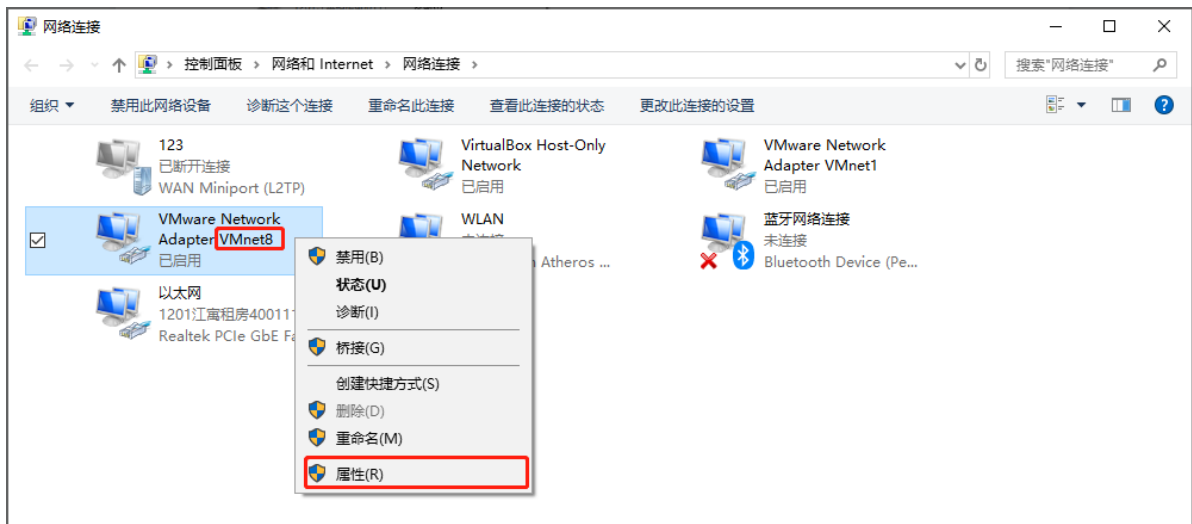 网络连接
控制面板 › 网络和 Internet › 网络连接 ›
搜索"网络连接"
组织 禁用此网络设备 诊断这个连接 重命名此连接 查看此连接的状态 更改此连接的设置
123
已断开连接
WAN Miniport (L2TP)
VirtualBox Host-Only
Network
已启用
VMware Network
Adapter VMnet1
已启用
VMware Network
Adapter VMnet8
已启用
WLAN
未连接
Atheros ...
蓝牙网络连接
未连接
Bluetooth Device (Pe...
以太网
1201江寓租房40011
Realtek PCIe GbE Fa
禁用(B)
状态(U)
诊断(I)
桥接(G)
创建快捷方式(S)
删除(D)
重命名(M)
属性(R)